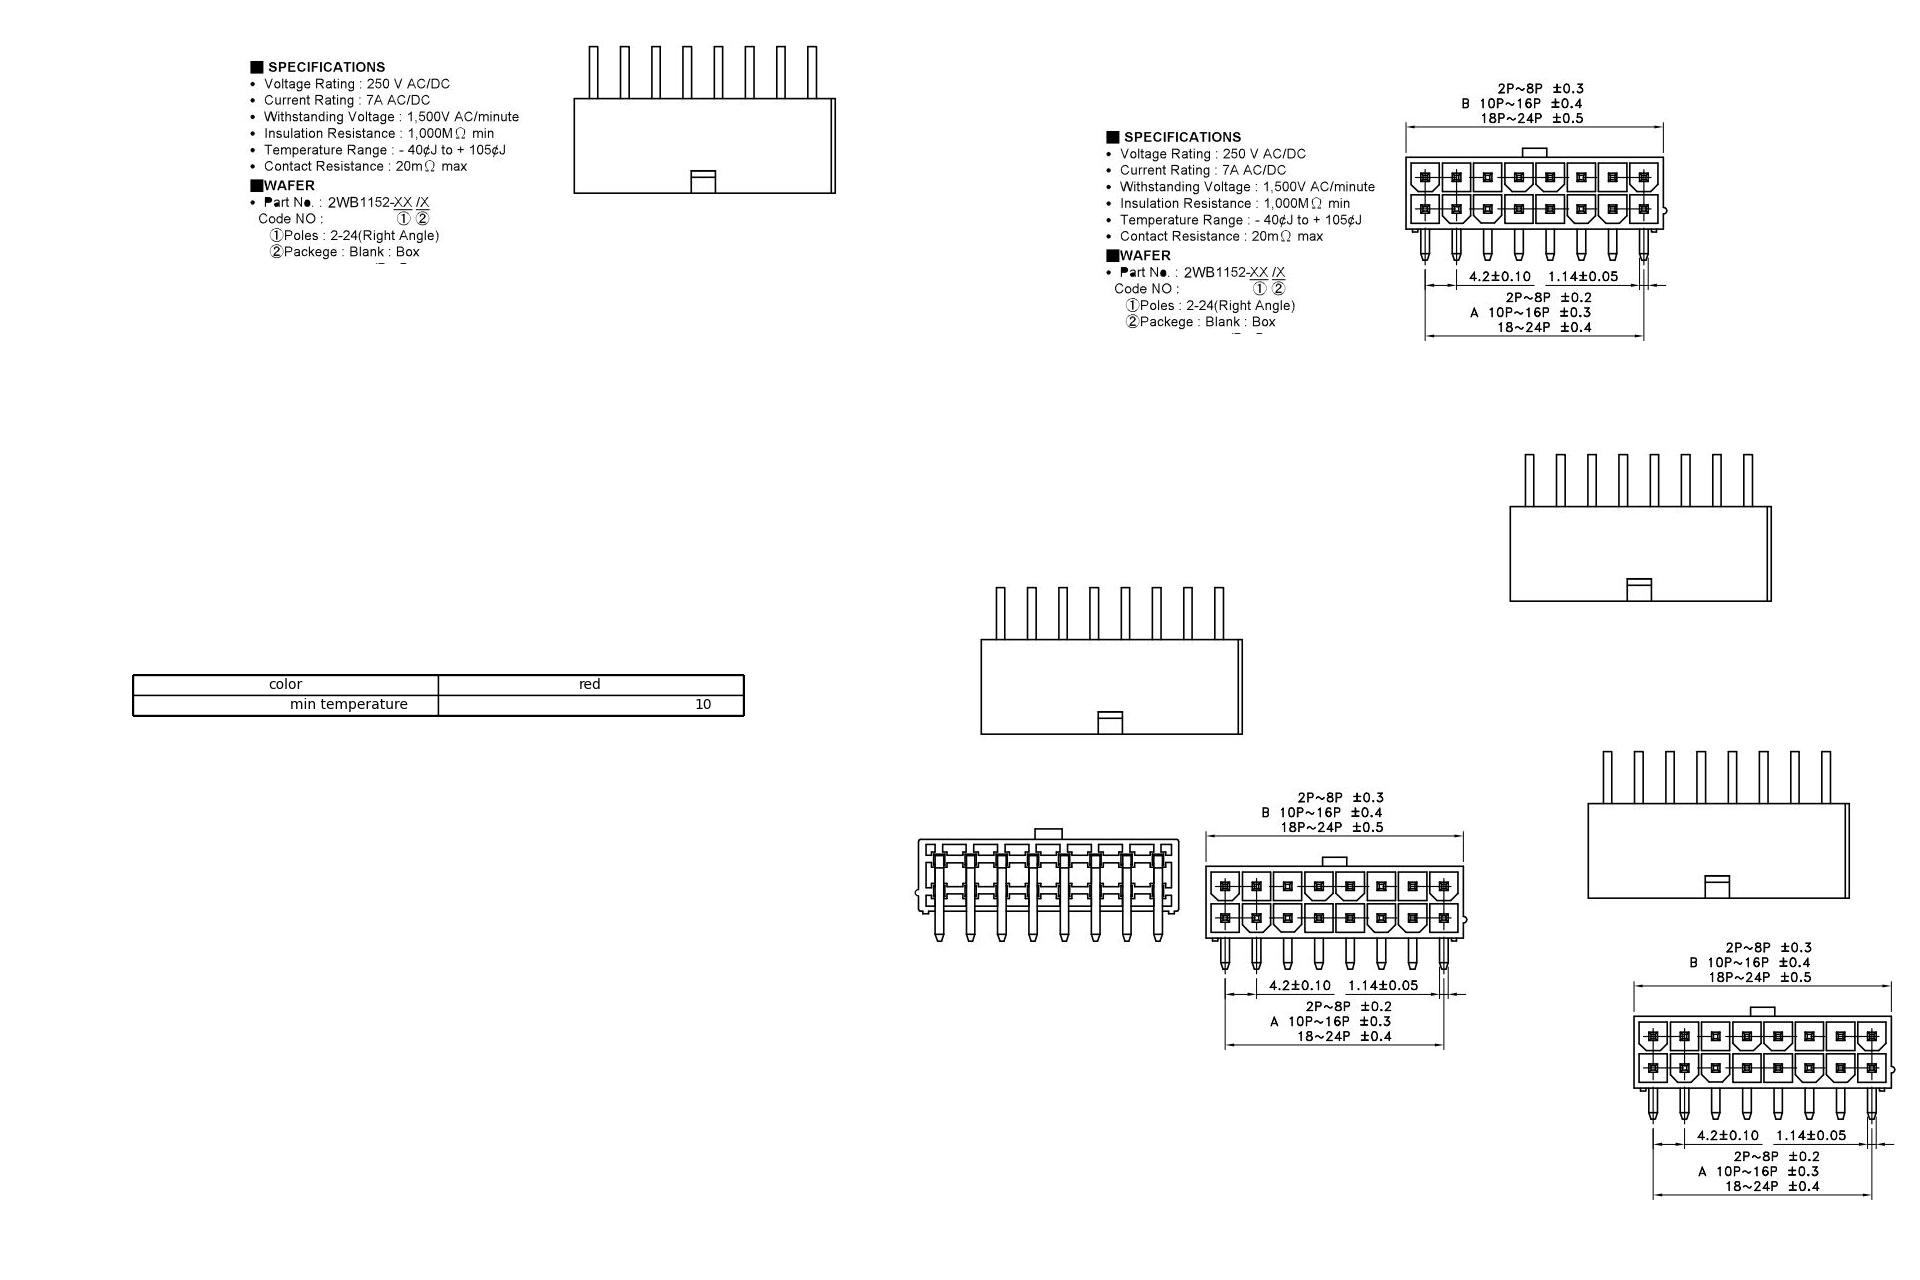 ■ SPECIFICATIONS
• Voltage Rating : 250 V AC/DC
• Current Rating : 7A AC/DC
• Withstanding Voltage : 1,500V AC/minute
• Insulation Resistance : 1,000MΩ min
• Temperature Range : - 40¢J to + 105¢J
• Contact Resistance : 20mΩ max
■WAFER
• Part No. : 2WB1152-XX /X
Code NO : ① ②
①Poles : 2-24(Right Angle)
②Packege : Blank : Box
2P~8P ±0.3
B 10P~16P ±0.4
18P~24P ±0.5
■ SPECIFICATIONS
• Voltage Rating : 250 V AC/DC
• Current Rating : 7A AC/DC
• Withstanding Voltage : 1,500V AC/minute
• Insulation Resistance : 1,000MΩ min
• Temperature Range : - 40¢J to + 105¢J
• Contact Resistance : 20mΩ max
■WAFER
• Part No. : 2WB1152-XX /X
Code NO : ① ②
①Poles : 2-24(Right Angle)
②Packege : Blank : Box
4.2±0.10 1.14±0.05
2P~8P ±0.2
A 10P~16P ±0.3
18~24P ±0.4
color red
min temperature 10
2P~8P ±0.3
B 10P~16P ±0.4
18P~24P ±0.5
4.2±0.10 1.14±0.05
2P~8P ±0.2
A 10P~16P ±0.3
18~24P ±0.4
2P~8P ±0.3
B 10P~16P ±0.4
18P~24P ±0.5
4.2±0.10 1.14±0.05
2P~8P ±0.2
A 10P~16P ±0.3
18~24P ±0.4